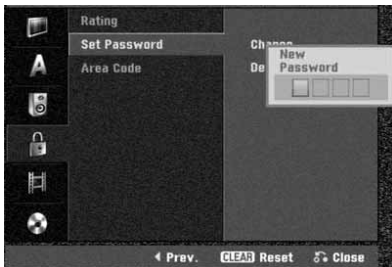 Rating
Set Password
Change
Area Code
De
New
Password
A
Prev.
CLEAR Reset
Close